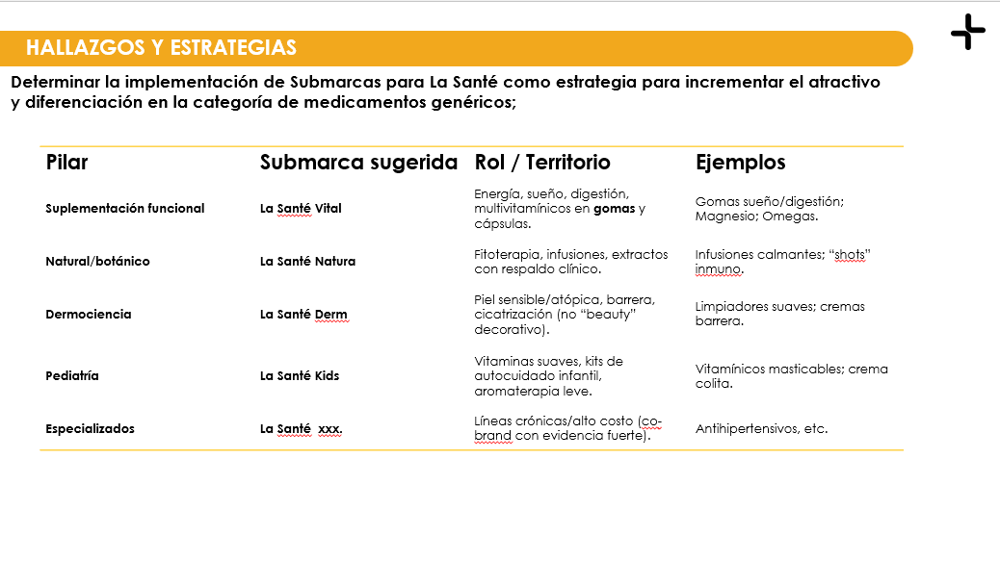 HALLAZGOS Y ESTRATEGIAS
Determinar la implementación de Submarcas para La Santé como estrategia para incrementar el atractivo
y diferenciación en la categoría de medicamentos genéricos;
Pilar Submarca sugerida Rol / Territorio Ejemplos
Suplementación funcional
La Santé Vital
Energía, sueño, digestión,
multivitamínicos en gomas y
cápsulas.
Gomas sueño/digestión;
Magnesio; Omegas.
Natural/botánico
La Santé Natura
Fitoterapia, infusiones, extractos
con respaldo clínico.
Infusiones calmantes; “shots”
inmuno.
Dermociencia
La Santé Derm
Piel sensible/atópica, barrera,
cicatrización (no “beauty”
decorativo).
Limpiadores suaves; cremas
barrera.
Pediatría
La Santé Kids
Vitaminas suaves, kits de
autocuidado infantil,
aromaterapia leve.
Vitamínicos masticables; crema
colita.
Especializados
La Santé  xxx.
Líneas crónicas/alto costo (co-
brand con evidencia fuerte).
Antihipertensivos, etc.